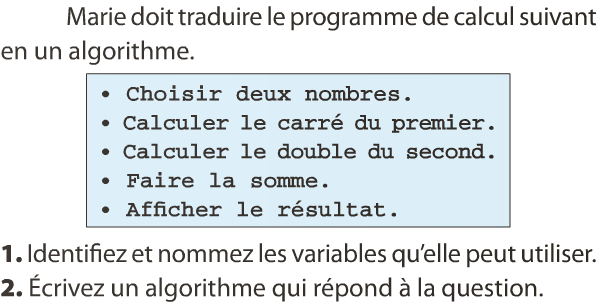 Marie doit traduire le programme de calcul suivant
en un algorithme.
• Choisir deux nombres.
• Calculer le carré du premier.
• Calculer le double du second.
• Faire la somme.
• Afficher le résultat.
1. Identifiez et nommez les variables qu’elle peut utiliser.
2. Écrivez un algorithme qui répond à la question.